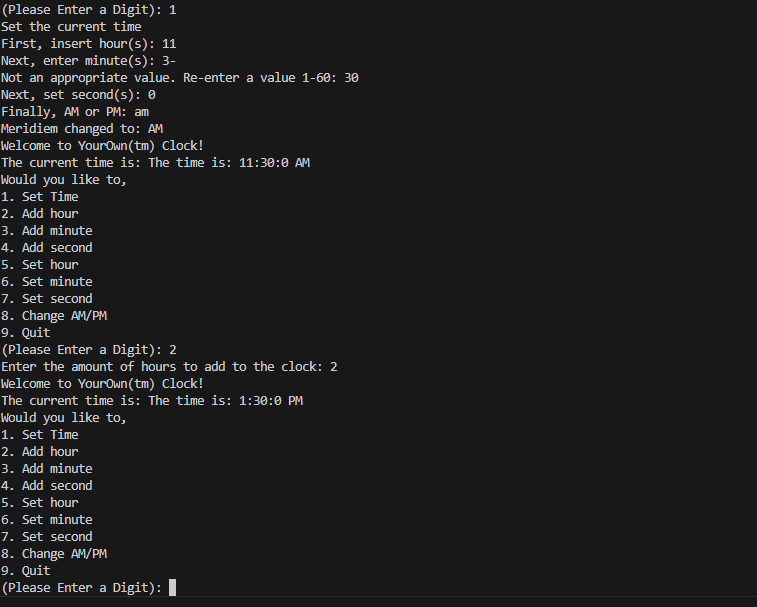 (Please Enter a Digit): 1
Set the current time
First, insert hour(s): 11
Next, enter minute(s): 3-
Not an appropriate value. Re-enter a value 1-60: 30
Next, set second(s): 0
Finally, AM or PM: am
Meridiem changed to: AM
Welcome to YourOwn(tm) Clock!
The current time is: The time is: 11:30:0 AM
Would you like to,
1. Set Time
2. Add hour
3. Add minute
4. Add second
5. Set hour
6. Set minute
7. Set second
8. Change AM/PM
9. Quit
(Please Enter a Digit): 2
Enter the amount of hours to add to the clock: 2
Welcome to YourOwn(tm) Clock!
The current time is: The time is: 1:30:0 PM
Would you like to,
1. Set Time
2. Add hour
3. Add minute
4. Add second
5. Set hour
6. Set minute
7. Set second
8. Change AM/PM
9. Quit
(Please Enter a Digit):